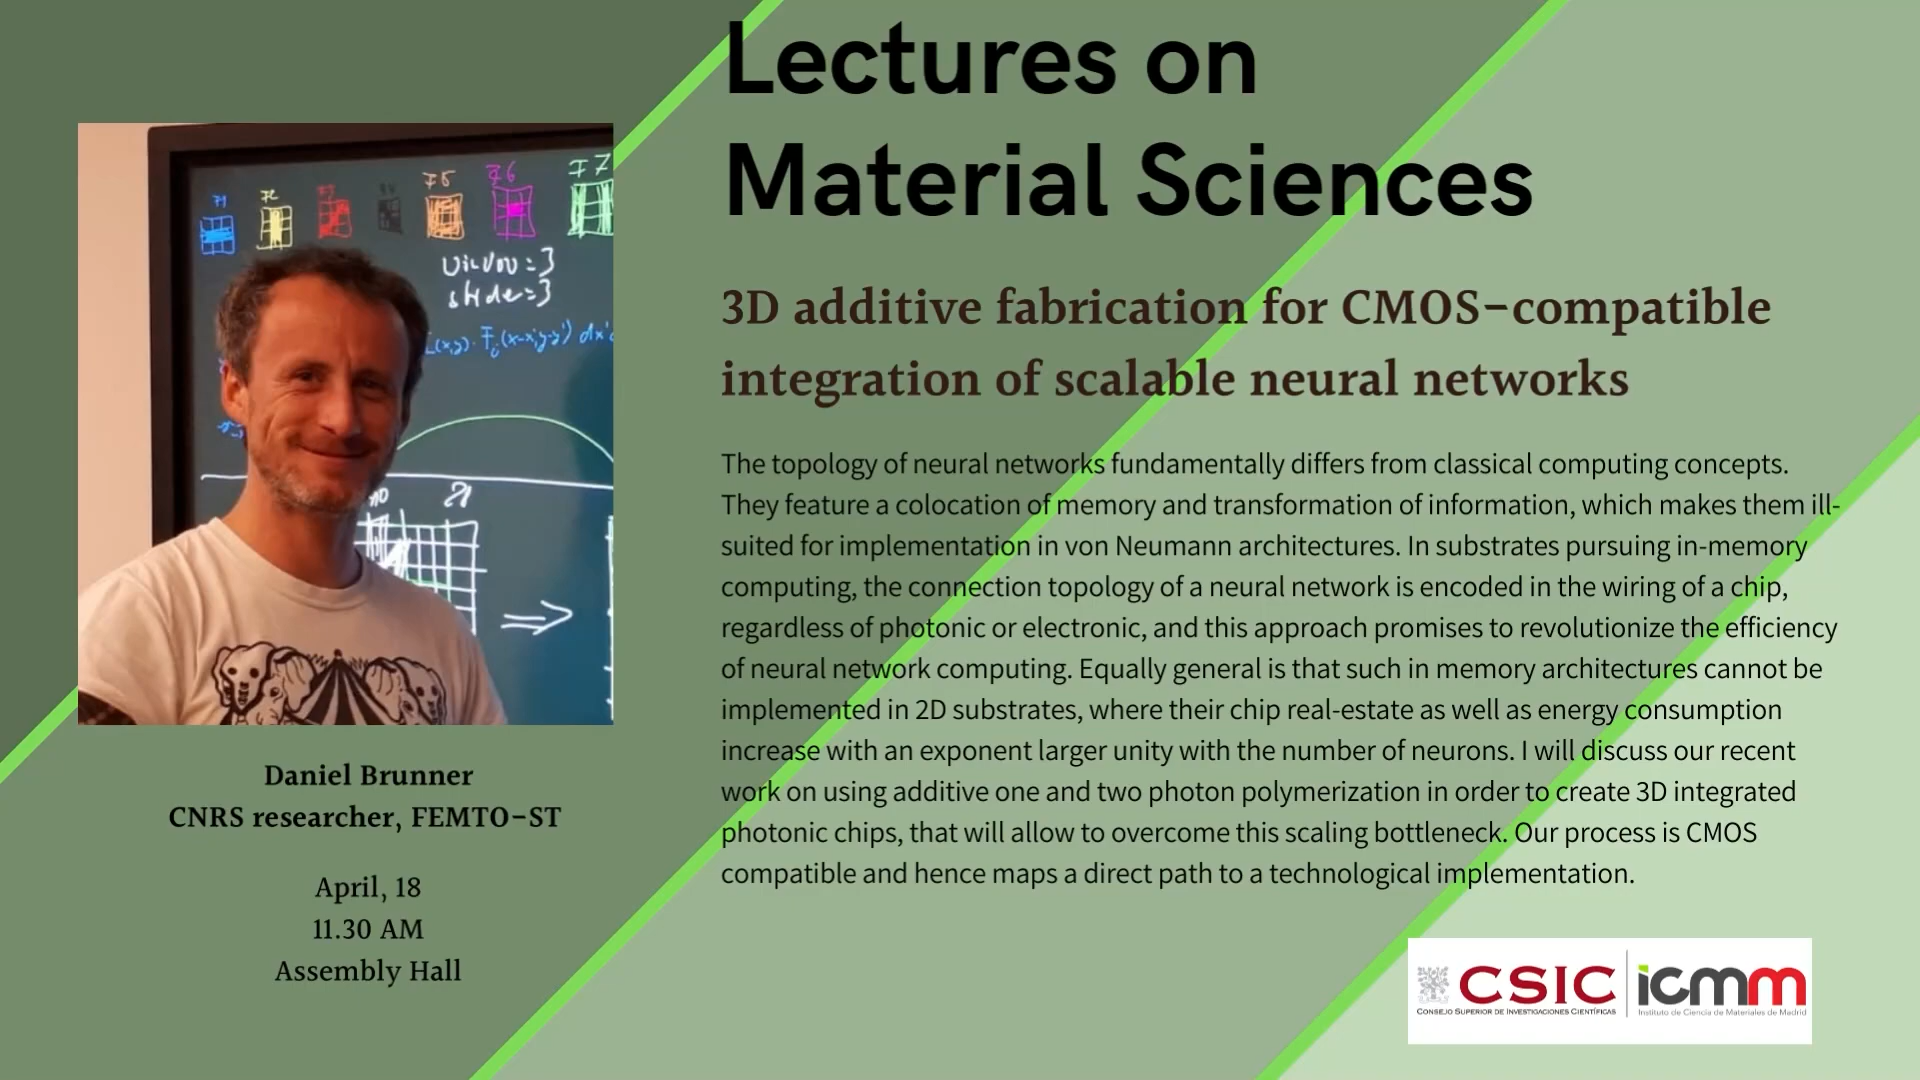 Lectures on
Material Sciences
3D additive fabrication for CMOS-compatible
integration of scalable neural networks
The topology of neural networks fundamentally differs from classical computing concepts.
They feature a colocation of memory and transformation of information, which makes them ill-
suited for implementation in von Neumann architectures. In substrates pursuing in-memory
computing, the connection topology of a neural network is encoded in the wiring of a chip,
regardless of photonic or electronic, and this approach promises to revolutionize the efficiency
of neural network computing. Equally general is that such in memory architectures cannot be
implemented in 2D substrates, where their chip real-estate as well as energy consumption
increase with an exponent larger unity with the number of neurons. I will discuss our recent
work on using additive one and two photon polymerization in order to create 3D integrated
photonic chips, that will allow to overcome this scaling bottleneck. Our process is CMOS
compatible and hence maps a direct path to a technological implementation.
F5
F7
Daniel Brunner
CNRS researcher, FEMTO-ST
April, 18
11.30 AM
Assembly Hall
CSIC
CONSEJO SUPERIOR DE INVESTIGACIONES CIENTÍFICAS
icmm
Instituto de Ciencia de Materiales de Madrid